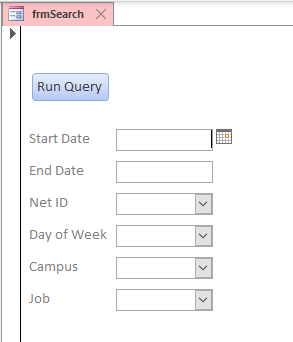 frmSearch
Run Query
Start Date
End Date
Net ID
Day of Week
Campus
Job